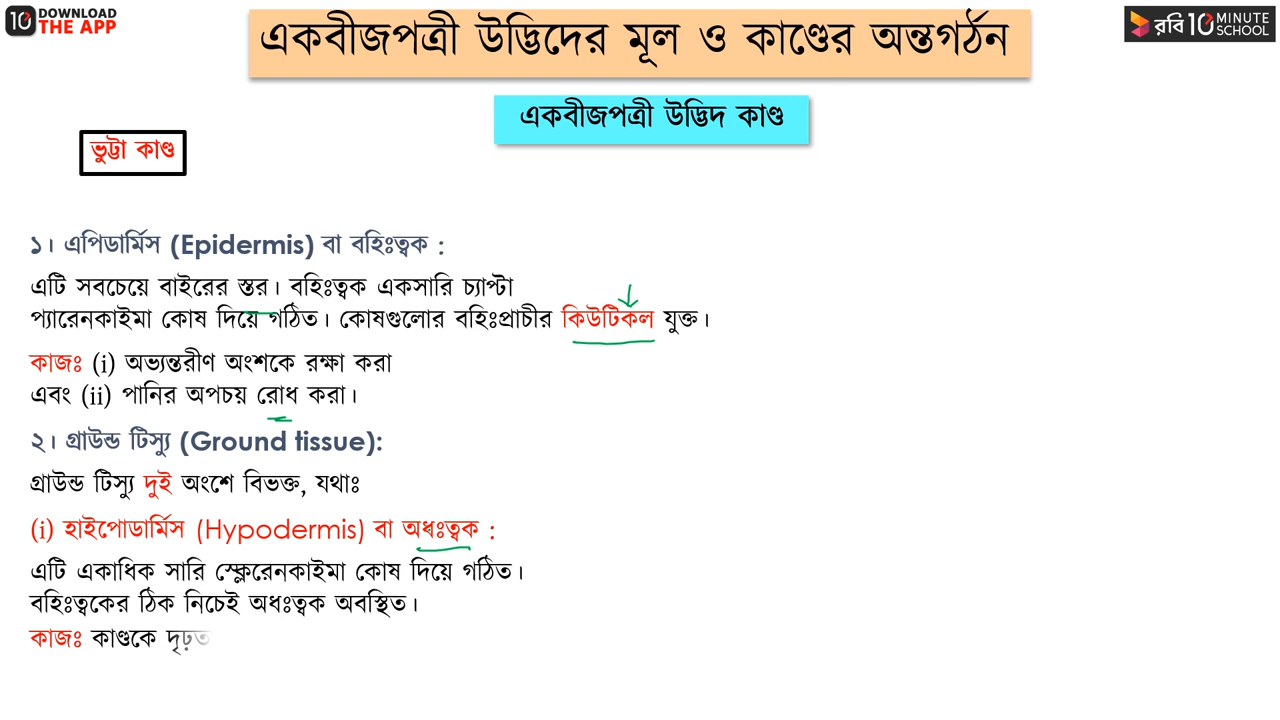 10 DOWNLOAD THE APP
একবীজপত্রী উদ্ভিদের মূল ও কাণ্ডের অন্তগর্ঠন
রবি 10 MINUTE SCHOOL
একবীজপত্রী উদ্ভিদ কাণ্ড
ভুট্টা কাণ্ড
১। এপিডার্মিস (Epidermis) বা বহিঃত্বক :
এটি সবচেয়ে বাইরের স্তর। বহিঃত্বক একসারি চ্যাপ্টা
প্যারেনকাইমা কোষ দিয়ে গঠিত। কোষগুলোর বহিঃপ্রাচীর কিউটিকল যুক্ত।
কাজঃ (i) অভ্যন্তরীণ অংশকে রক্ষা করা
এবং (ii) পানির অপচয় রোধ করা।
২। গ্রাউন্ড টিস্যু (Ground tissue):
গ্রাউন্ড টিস্যু দুই অংশে বিভক্ত, যথাঃ
(i) হাইপোডার্মিস (Hypodermis) বা অধঃত্বক :
এটি একাধিক সারি স্ক্লেরেনকাইমা কোষ দিয়ে গঠিত।
বহিঃত্বকের ঠিক নিচেই অধঃত্বক অবস্থিত।
কাজঃ কাণ্ডকে দৃঢ়ত